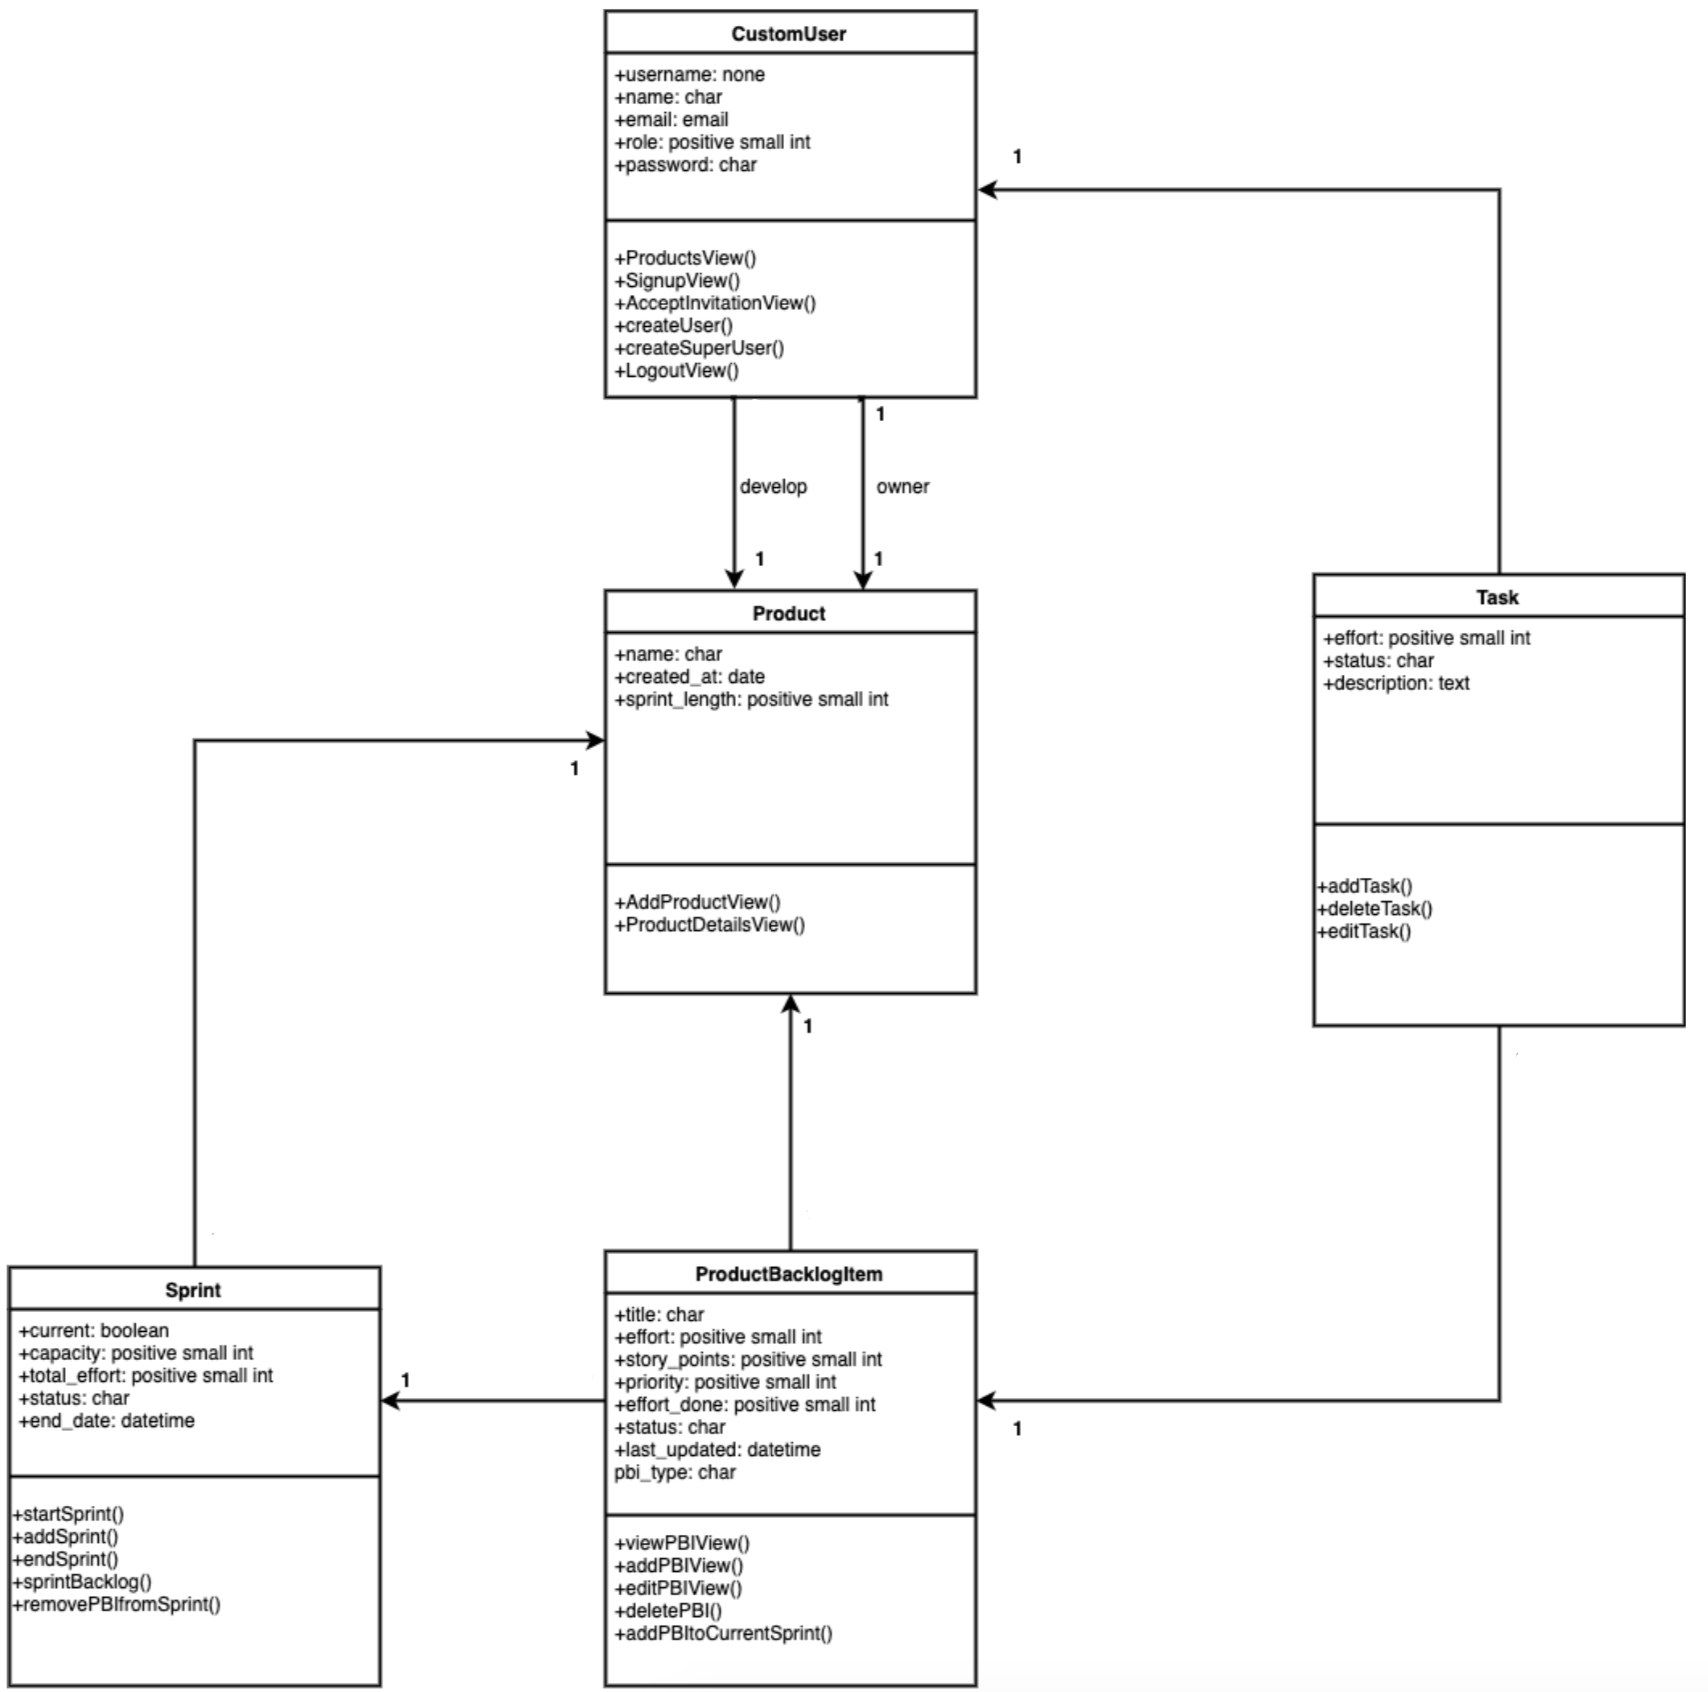 CustomUser
+username: none
+name: char
+email: email
+role: positive small int
+password: char
+ProductsView()
+SignupView()
+AcceptInvitationView()
+createUser()
+createSuperUser()
+LogoutView()
1
1
develop
owner
1
1
Product
+name: char
+created_at: date
+sprint_length: positive small int
+AddProductView()
+ProductDetailsView()
1
1
Task
+effort: positive small int
+status: char
+description: text
+addTask()
+deleteTask()
+editTask()
Sprint
+current: boolean
+capacity: positive small int
+total_effort: positive small int
+status: char
+end_date: datetime
+startSprint()
+addSprint()
+endSprint()
+sprintBacklog()
+removePBIfromSprint()
1
ProductBacklogItem
+title: char
+effort: positive small int
+story_points: positive small int
+priority: positive small int
+effort_done: positive small int
+status: char
+last_updated: datetime
pbi_type: char
+viewPBIView()
+addPBIView()
+editPBIView()
+deletePBI()
+addPBItoCurrentSprint()
1